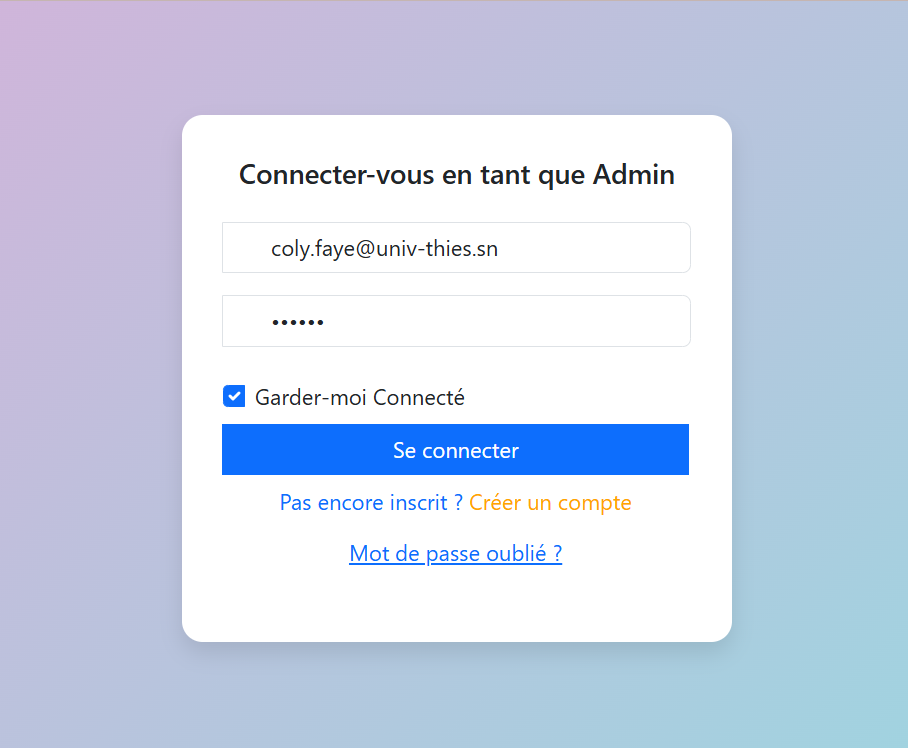 Connecter-vous en tant que Admin
coly.faye@univ-thies.sn
••••••
Garder-moi Connecté
Se connecter
Pas encore inscrit ? Créer un compte
Mot de passe oublié ?